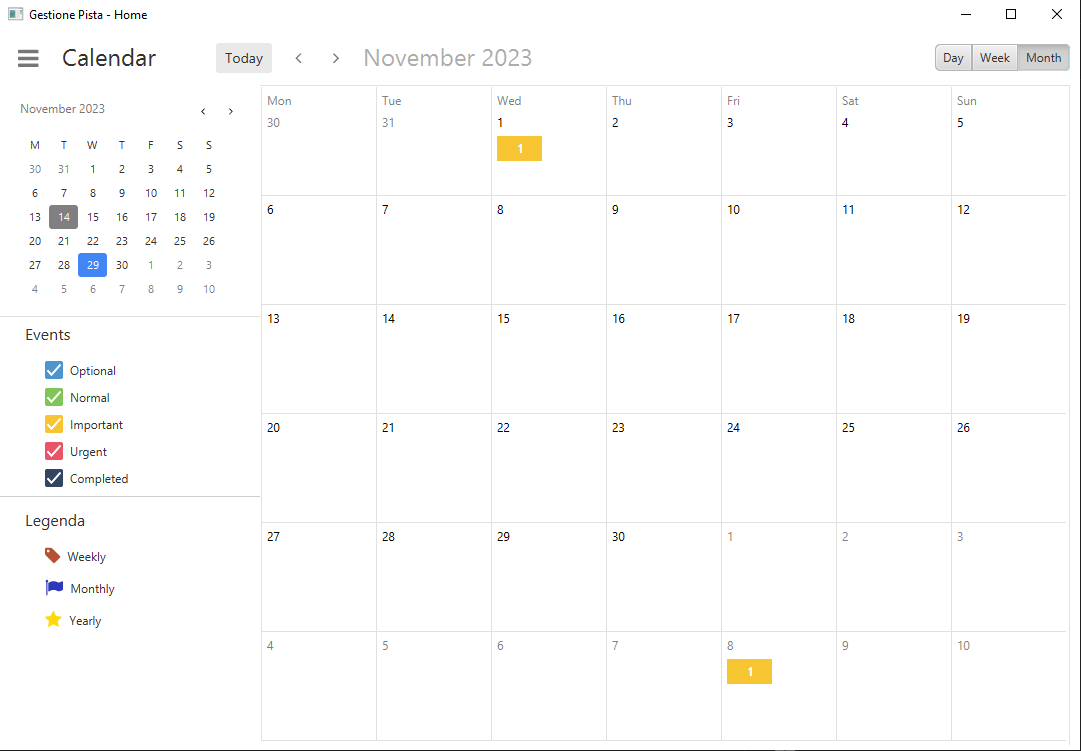 Gestione Pista - Home
Calendar
Today
November 2023
Day Week Month
November 2023
M T W T F S S
30 31 1 2 3 4 5
6 7 8 9 10 11 12
13 14 15 16 17 18 19
20 21 22 23 24 25 26
27 28 29 30 1 2 3
4 5 6 7 8 9 10
Events
Optional
Normal
Important
Urgent
Completed
Legenda
Weekly
Monthly
Yearly
Mon Tue Wed Thu Fri Sat Sun
30 31 1 2 3 4 5
1
6 7 8 9 10 11 12
13 14 15 16 17 18 19
20 21 22 23 24 25 26
27 28 29 30 1 2 3
4 5 6 7 8 9 10
1